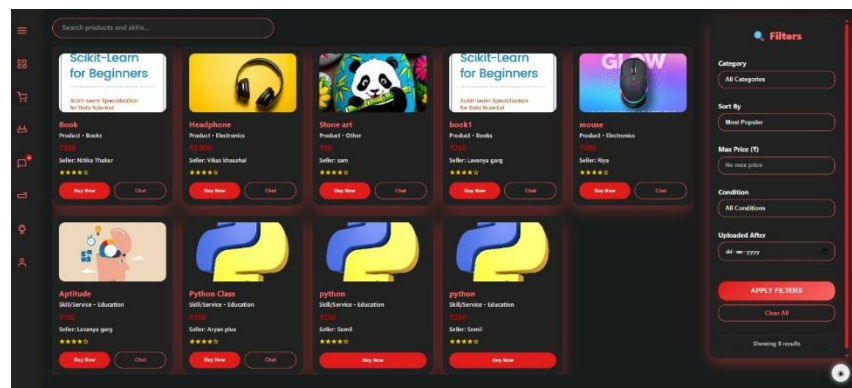 Search products and skills...
Scikit-Learn
for Beginners
Scikit-Learn Specialization
for Data Scientist
Book
Product • Books
Seller: Nitika Thakur
★★★★☆
Buy Now
Chat
Headphone
Product • Electronics
Seller: Vikas khaushal
★★★★☆
Buy Now
Chat
Stone art
Product • Other
Seller: sam
★★★★☆
Buy Now
Chat
Scikit-Learn
for Beginners
Scikit-Learn Specialization
for Data Scientist
book1
Product • Books
₹250
Seller: Lavanya garg
★★★★☆
Buy Now
Chat
GLOW
mouse
Product • Electronics
Seller: Riya
★★★★☆
Buy Now
Chat
Aptitude
Skill/Service • Education
Seller: Lavanya garg
★★★★☆
Buy Now
Chat
Python Class
Skill/Service • Education
Seller: Aryan plus
★★★★☆
Buy Now
Chat
python
Skill/Service • Education
₹250
Seller: Somil
★★★★☆
Buy Now
python
Skill/Service • Education
₹250
Seller: Somil
★★★★☆
Buy Now
Filters
Category
All Categories
Sort By
Most Popular
Max Price (₹)
No max price
Condition
All Conditions
Uploaded After
dd-mm-yyyy
APPLY FILTERS
Clear All
Showing 9 results